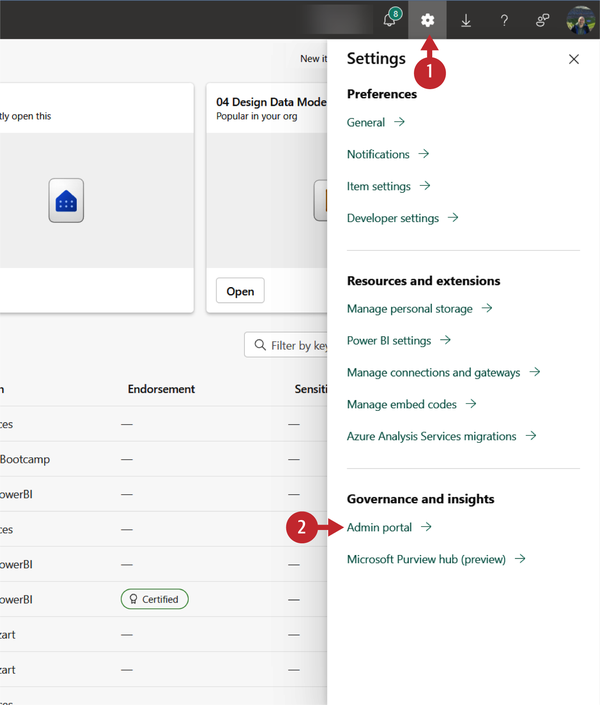 8
1
New it
Settings
Preferences
General
Notifications
Item settings
Developer settings
Resources and extensions
Manage personal storage
Power BI settings
Manage connections and gateways
Manage embed codes
Azure Analysis Services migrations
Governance and insights
2
Admin portal
Microsoft Purview hub (preview)
tly open this
04 Design Data Mode
Popular in your org
Open
Filter by key
n Endorsement Sensiti
ces —  —
Bootcamp — —
owerBI — —
ces — —
owerBI — —
owerBI Certified —
zart — —
zart — —
ces